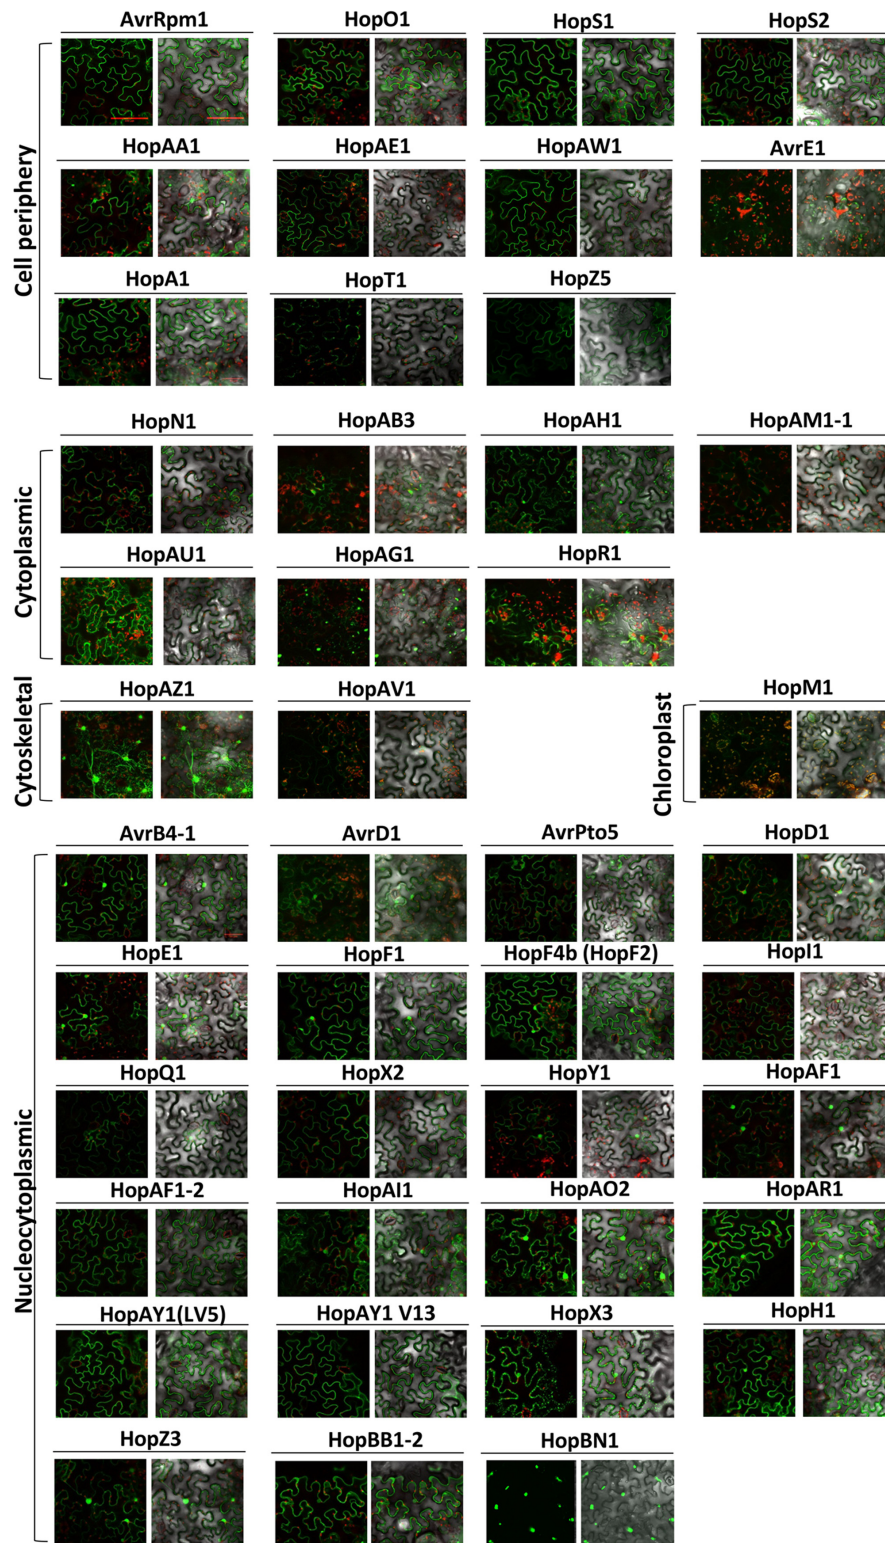 AvrRpm1 HopO1 HopS1 HopS2
HopAA1 HopAE1 HopAW1 AvrE1
HopA1 HopT1 HopZ5
Cell periphery
HopN1 HopAB3 HopAH1 HopAM1-1
HopAU1 HopAG1 HopR1
Cytoplasmic
HopAZ1 HopAV1 HopM1
Cytoskeletal
Chloroplast
AvrB4-1 AvrD1 AvrPto5 HopD1
HopE1 HopF1 HopF4b (HopF2) HopI1
HopQ1 HopX2 HopY1 HopAF1
HopAF1-2 HopAI1 HopAO2 HopAR1
HopAY1(LV5) HopAY1 V13 HopX3 HopH1
HopZ3 HopBB1-2 HopBN1
Nucleocytoplasmic